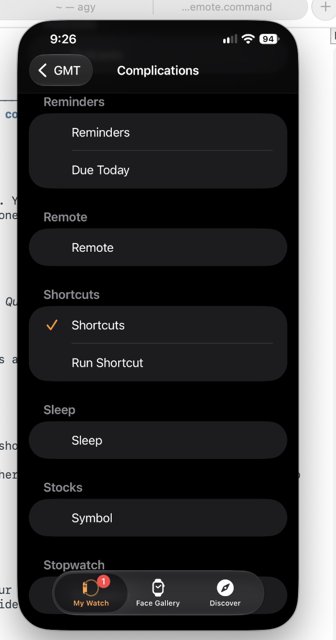 ~ — agy
...emote.command
9:26
94
GMT
Complications
Reminders
Reminders
Due Today
Remote
Remote
Shortcuts
Shortcuts
Run Shortcut
Sleep
Sleep
Stocks
Symbol
Stopwatch
1
My Watch
Face Gallery
Discover